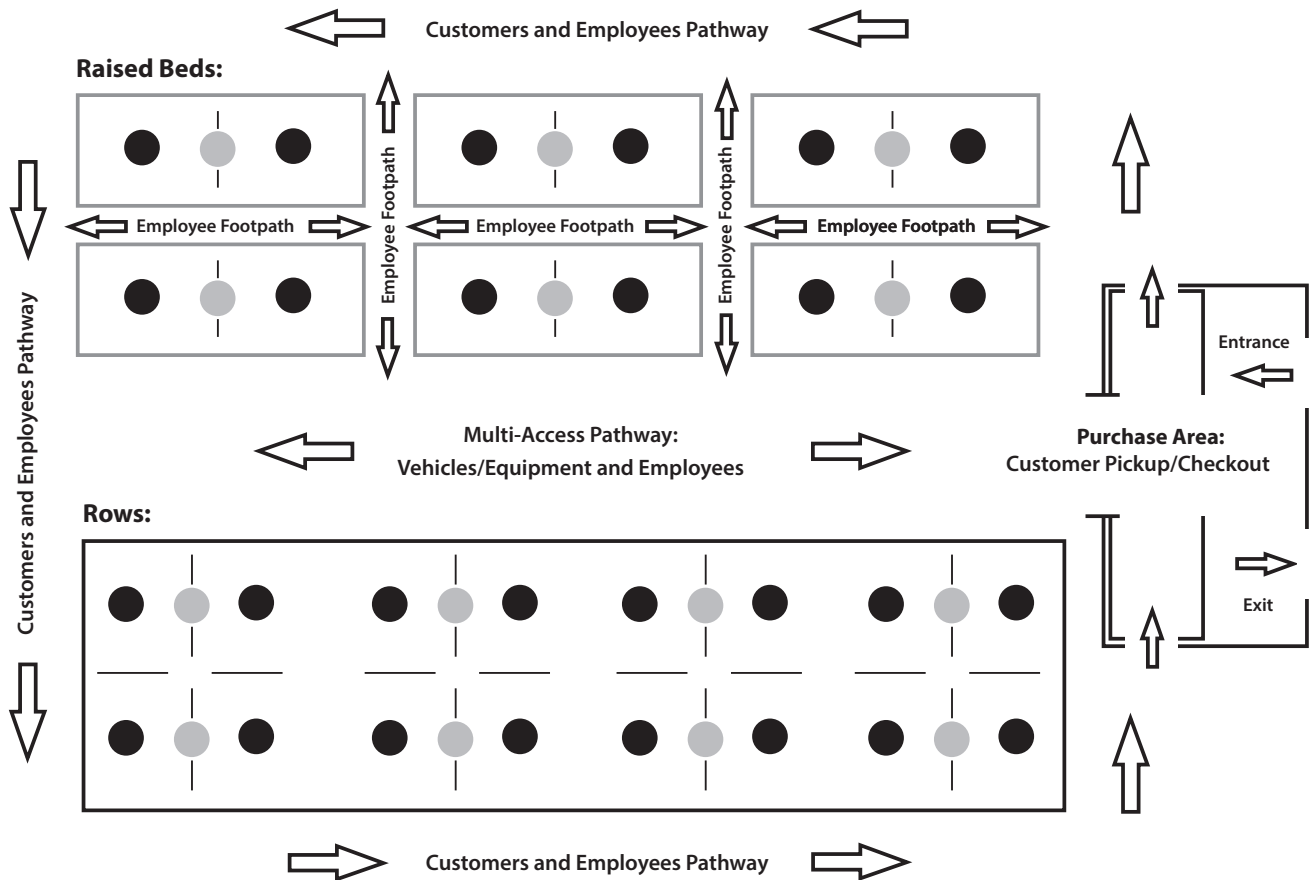 Customers and Employees Pathway
Raised Beds:
Employee Footpath
Employee Footpath
Employee Footpath
Employee Footpath
Employee Footpath
Customers and Employees Pathway
Entrance
Multi-Access Pathway:
Vehicles/Equipment and Employees
Purchase Area:
Customer Pickup/Checkout
Rows:
Exit
Customers and Employees Pathway